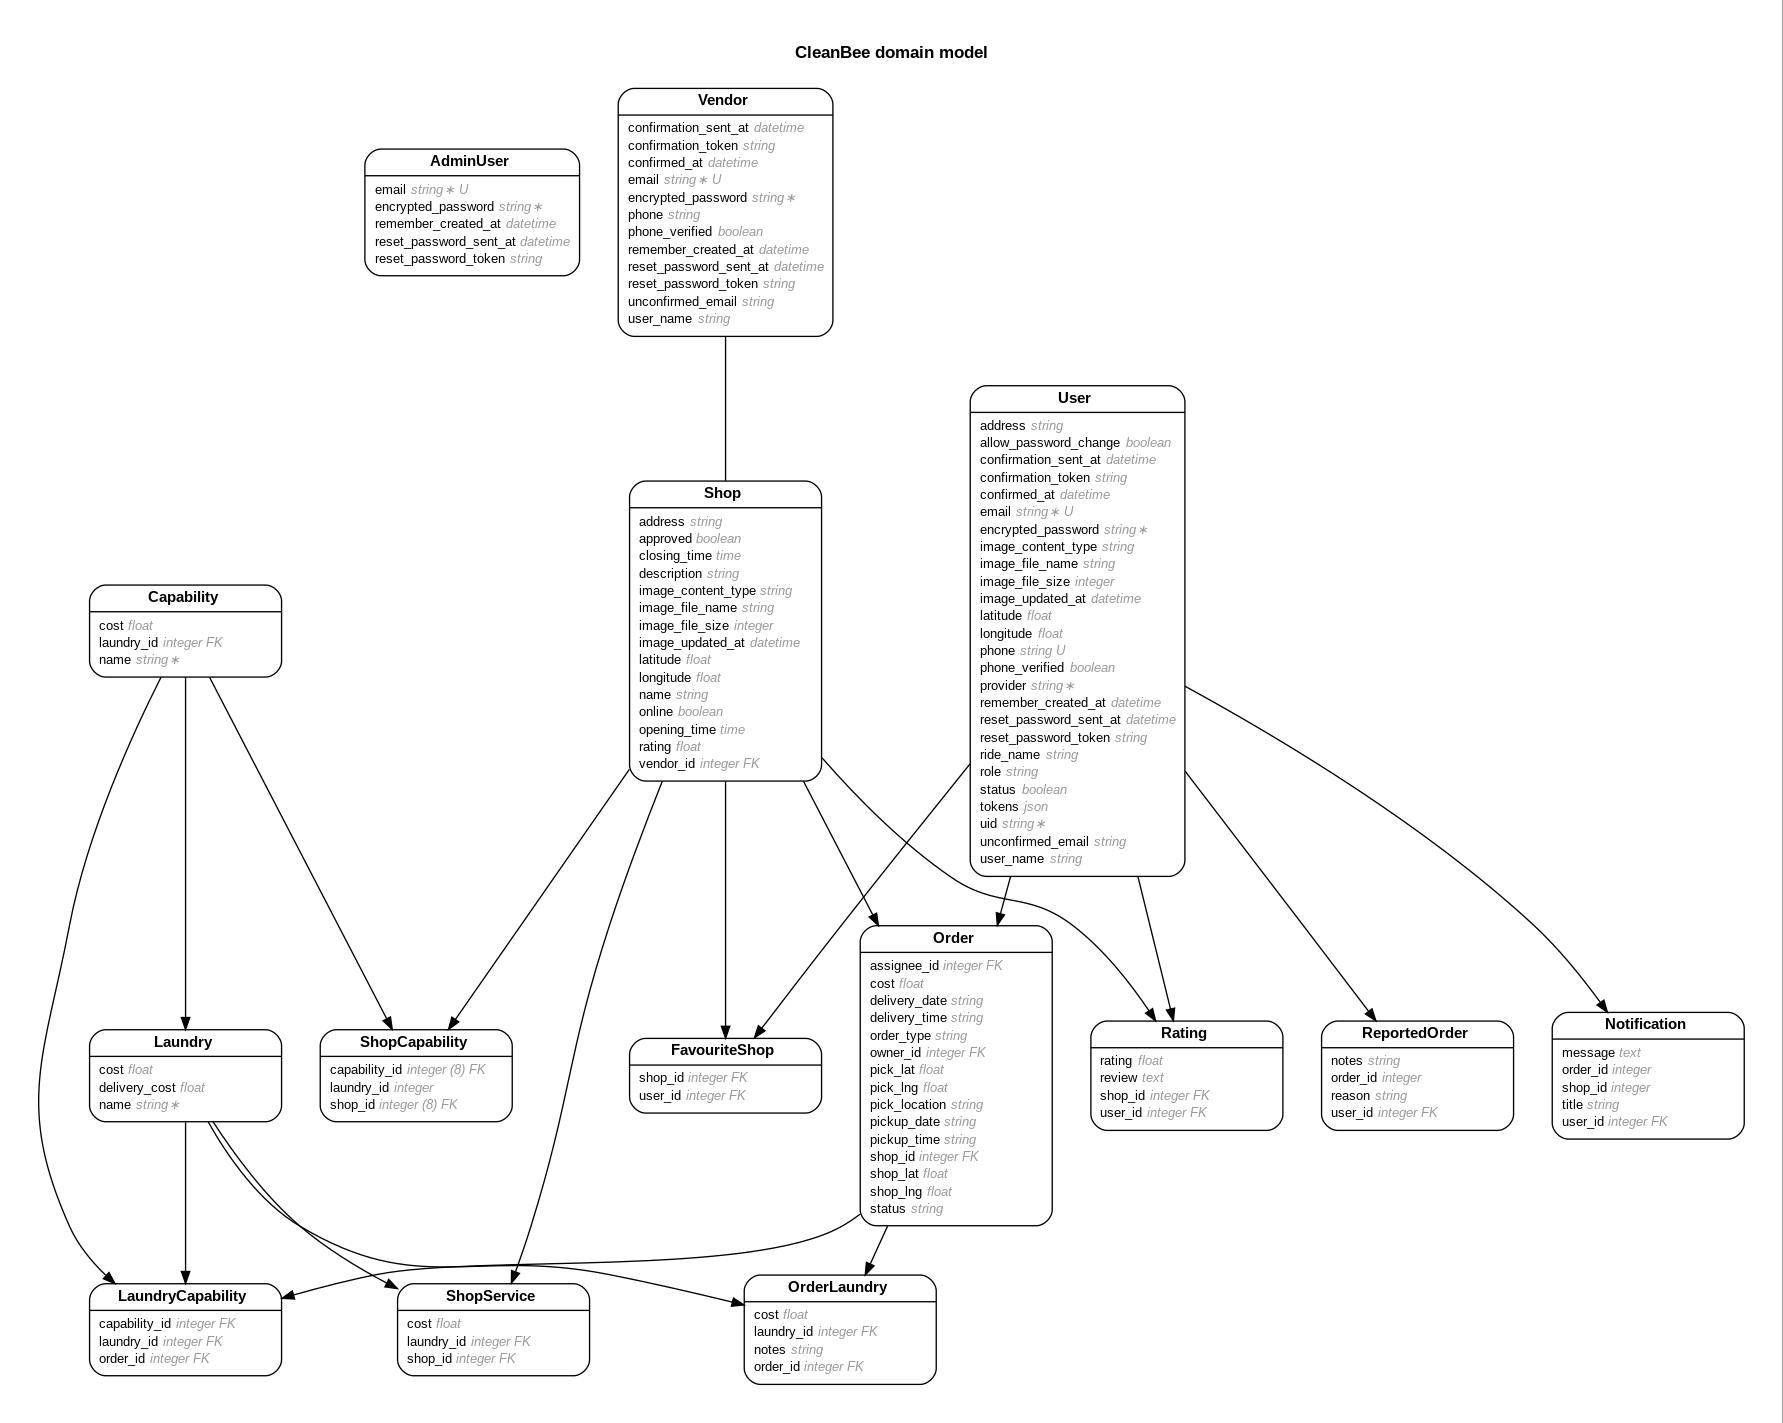 CleanBee domain model
Vendor
confirmation_sent_at datetime
confirmation_token string
confirmed_at datetime
email string∗ U
encrypted_password string∗
phone string
phone_verified boolean
remember_created_at datetime
reset_password_sent_at datetime
reset_password_token string
unconfirmed_email string
user_name string
AdminUser
email string∗ U
encrypted_password string∗
remember_created_at datetime
reset_password_sent_at datetime
reset_password_token string
User
address string
allow_password_change boolean
confirmation_sent_at datetime
confirmation_token string
confirmed_at datetime
email string∗ U
encrypted_password string∗
image_content_type string
image_file_name string
image_file_size integer
image_updated_at datetime
latitude float
longitude float
phone string U
phone_verified boolean
provider string∗
remember_created_at datetime
reset_password_sent_at datetime
reset_password_token string
ride_name string
role string
status boolean
tokens json
uid string∗
unconfirmed_email string
user_name string
Shop
address string
approved boolean
closing_time time
description string
image_content_type string
image_file_name string
image_file_size integer
image_updated_at datetime
latitude float
longitude float
name string
online boolean
opening_time time
rating float
vendor_id integer FK
Capability
cost float
laundry_id integer FK
name string∗
Order
assignee_id integer FK
cost float
delivery_date string
delivery_time string
order_type string
owner_id integer FK
pick_lat float
pick_lng float
pick_location string
pickup_date string
pickup_time string
shop_id integer FK
shop_lat float
shop_lng float
status string
Laundry
cost float
delivery_cost float
name string∗
ShopCapability
capability_id integer (8) FK
laundry_id integer
shop_id integer (8) FK
FavouriteShop
shop_id integer FK
user_id integer FK
Rating
rating float
review text
shop_id integer FK
user_id integer FK
ReportedOrder
notes string
order_id integer
reason string
user_id integer FK
Notification
message text
order_id integer
shop_id integer
title string
user_id integer FK
LaundryCapability
capability_id integer FK
laundry_id integer FK
order_id integer FK
ShopService
cost float
laundry_id integer FK
shop_id integer FK
OrderLaundry
cost float
laundry_id integer FK
notes string
order_id integer FK